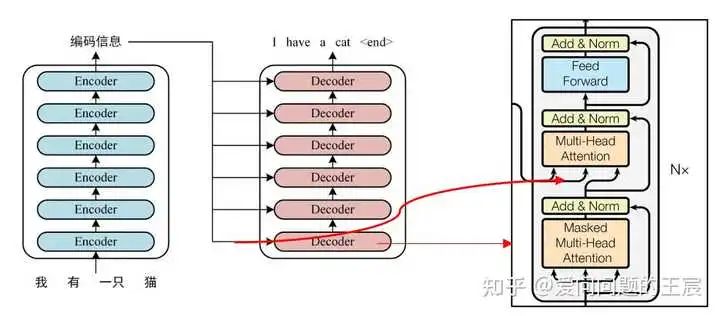 编码信息
Encoder
Encoder
Encoder
Encoder
Encoder
Encoder
我 有 一只 猫
I have a cat <end>
Decoder
Decoder
Decoder
Decoder
Decoder
Decoder
Add & Norm
Feed
Forward
Add & Norm
Multi-Head
Attention
N×
Add & Norm
Masked
Multi-Head
Attention
知乎 @爱问问题的王宸